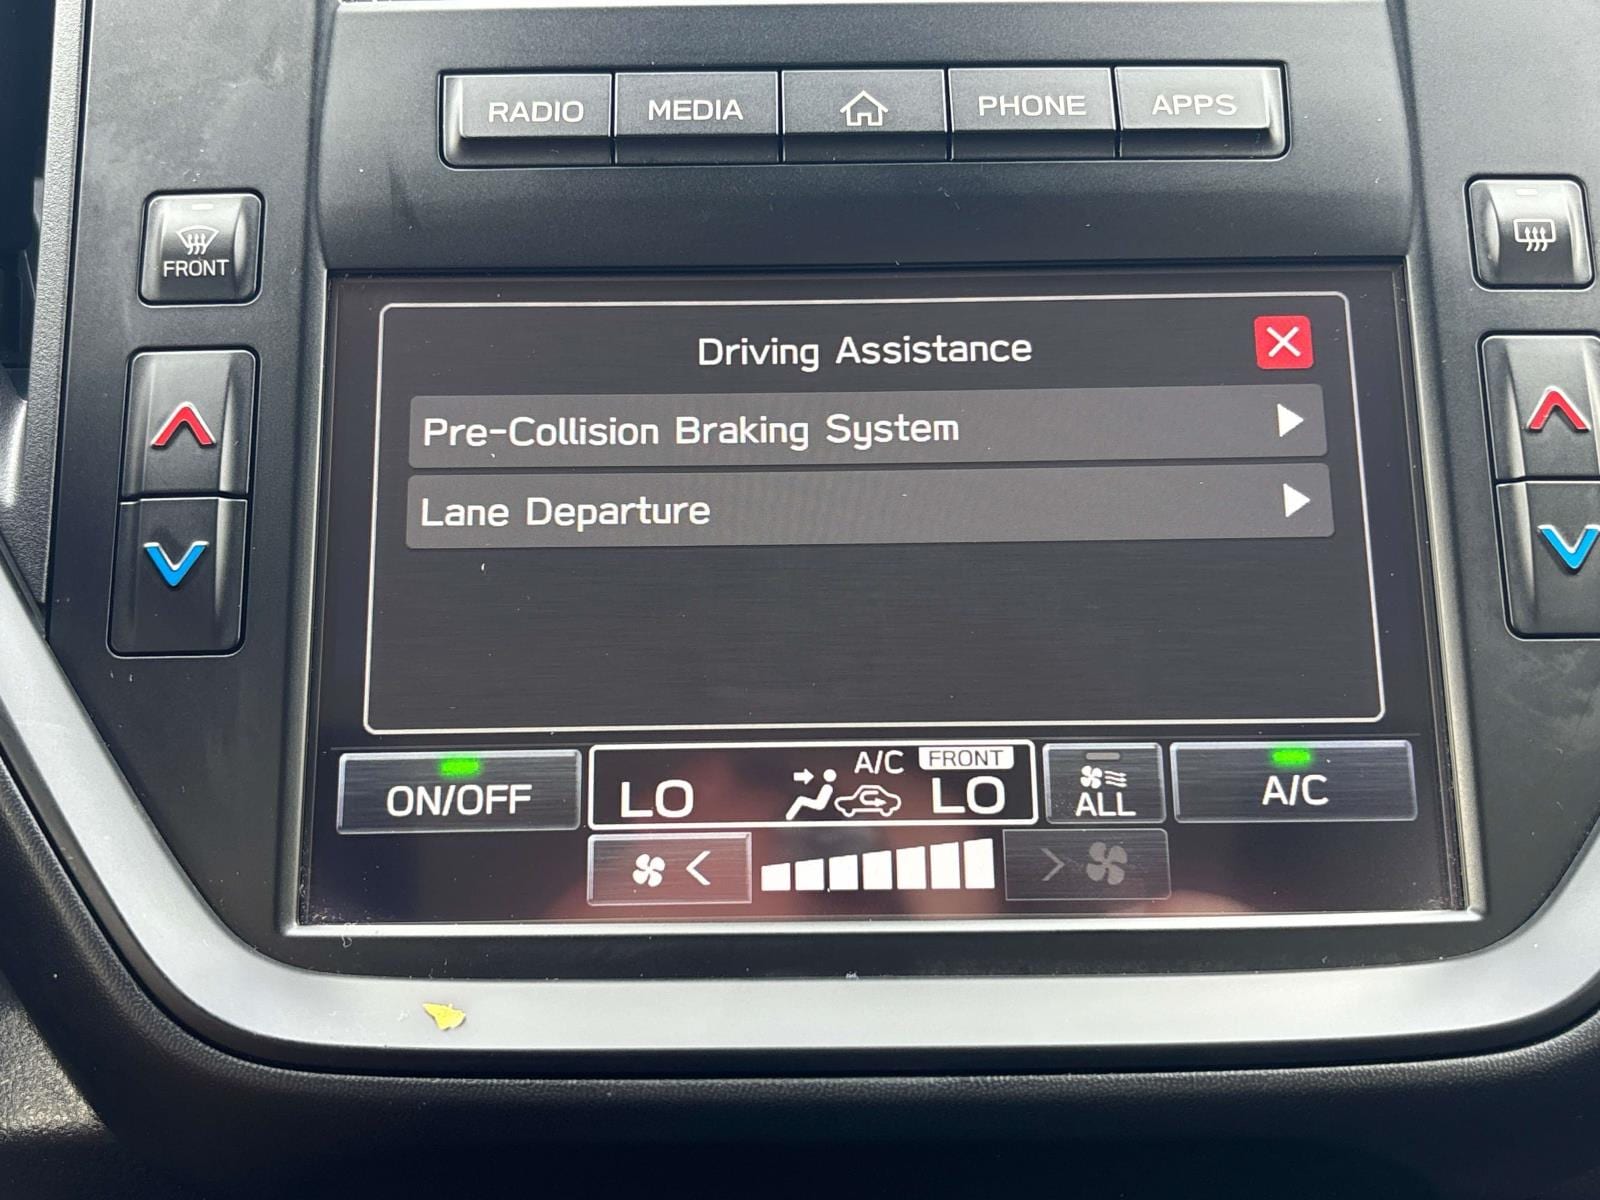 RADIO MEDIA PHONE APPS
FRONT
Driving Assistance
Pre-Collision Braking System
Lane Departure
ON/OFF
LO
A/C FRONT
LO
ALL
A/C